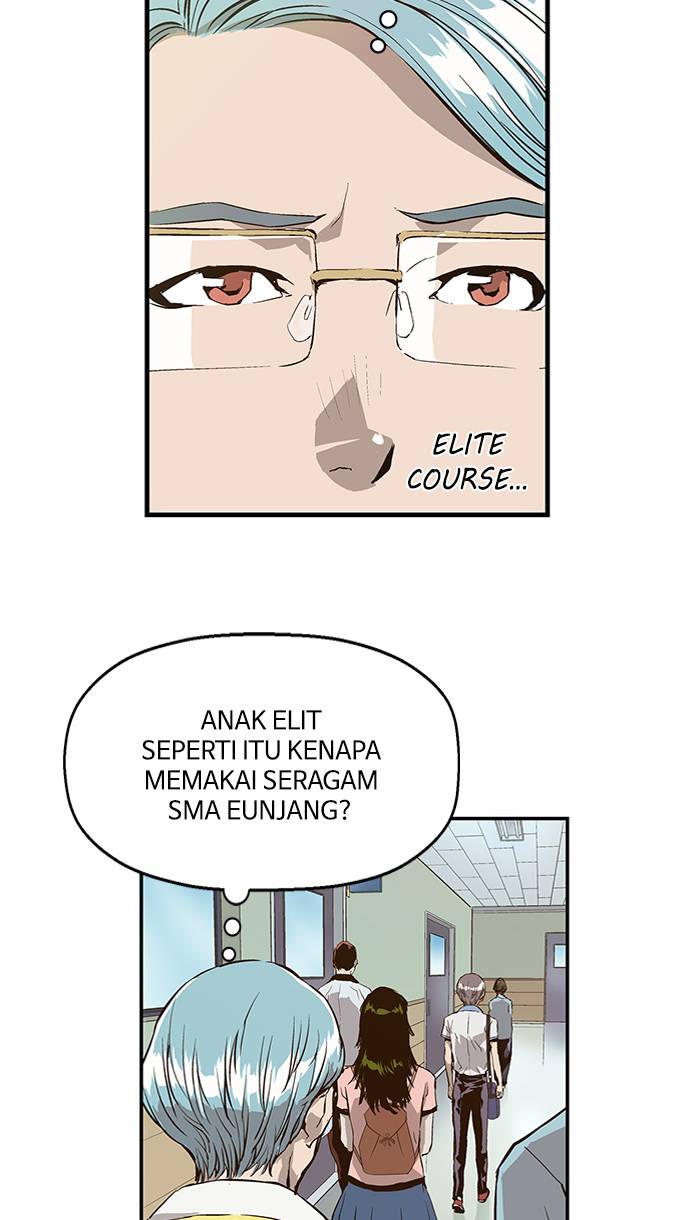 ELITE
COURSE...
ANAK ELIT
SEPERTI ITU KENAPA
MEMAKAI SERAGAM
SMA EUNJANG?